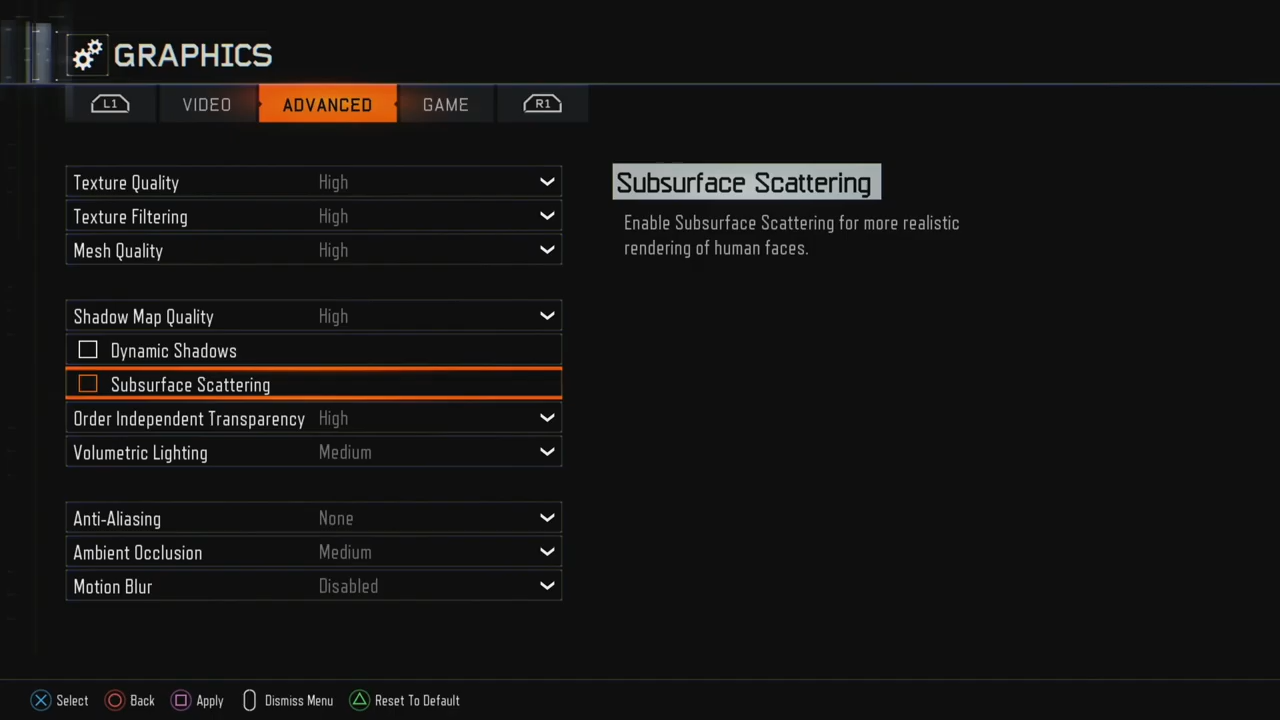 GRAPHICS
L1 VIDEO ADVANCED GAME R1
Texture Quality High
Texture Filtering High
Mesh Quality High
Shadow Map Quality High
Dynamic Shadows
Subsurface Scattering
Order Independent Transparency High
Volumetric Lighting Medium
Anti-Aliasing None
Ambient Occlusion Medium
Motion Blur Disabled
Subsurface Scattering
Enable Subsurface Scattering for more realistic
rendering of human faces.
Select Back Apply Dismiss Menu Reset To Default